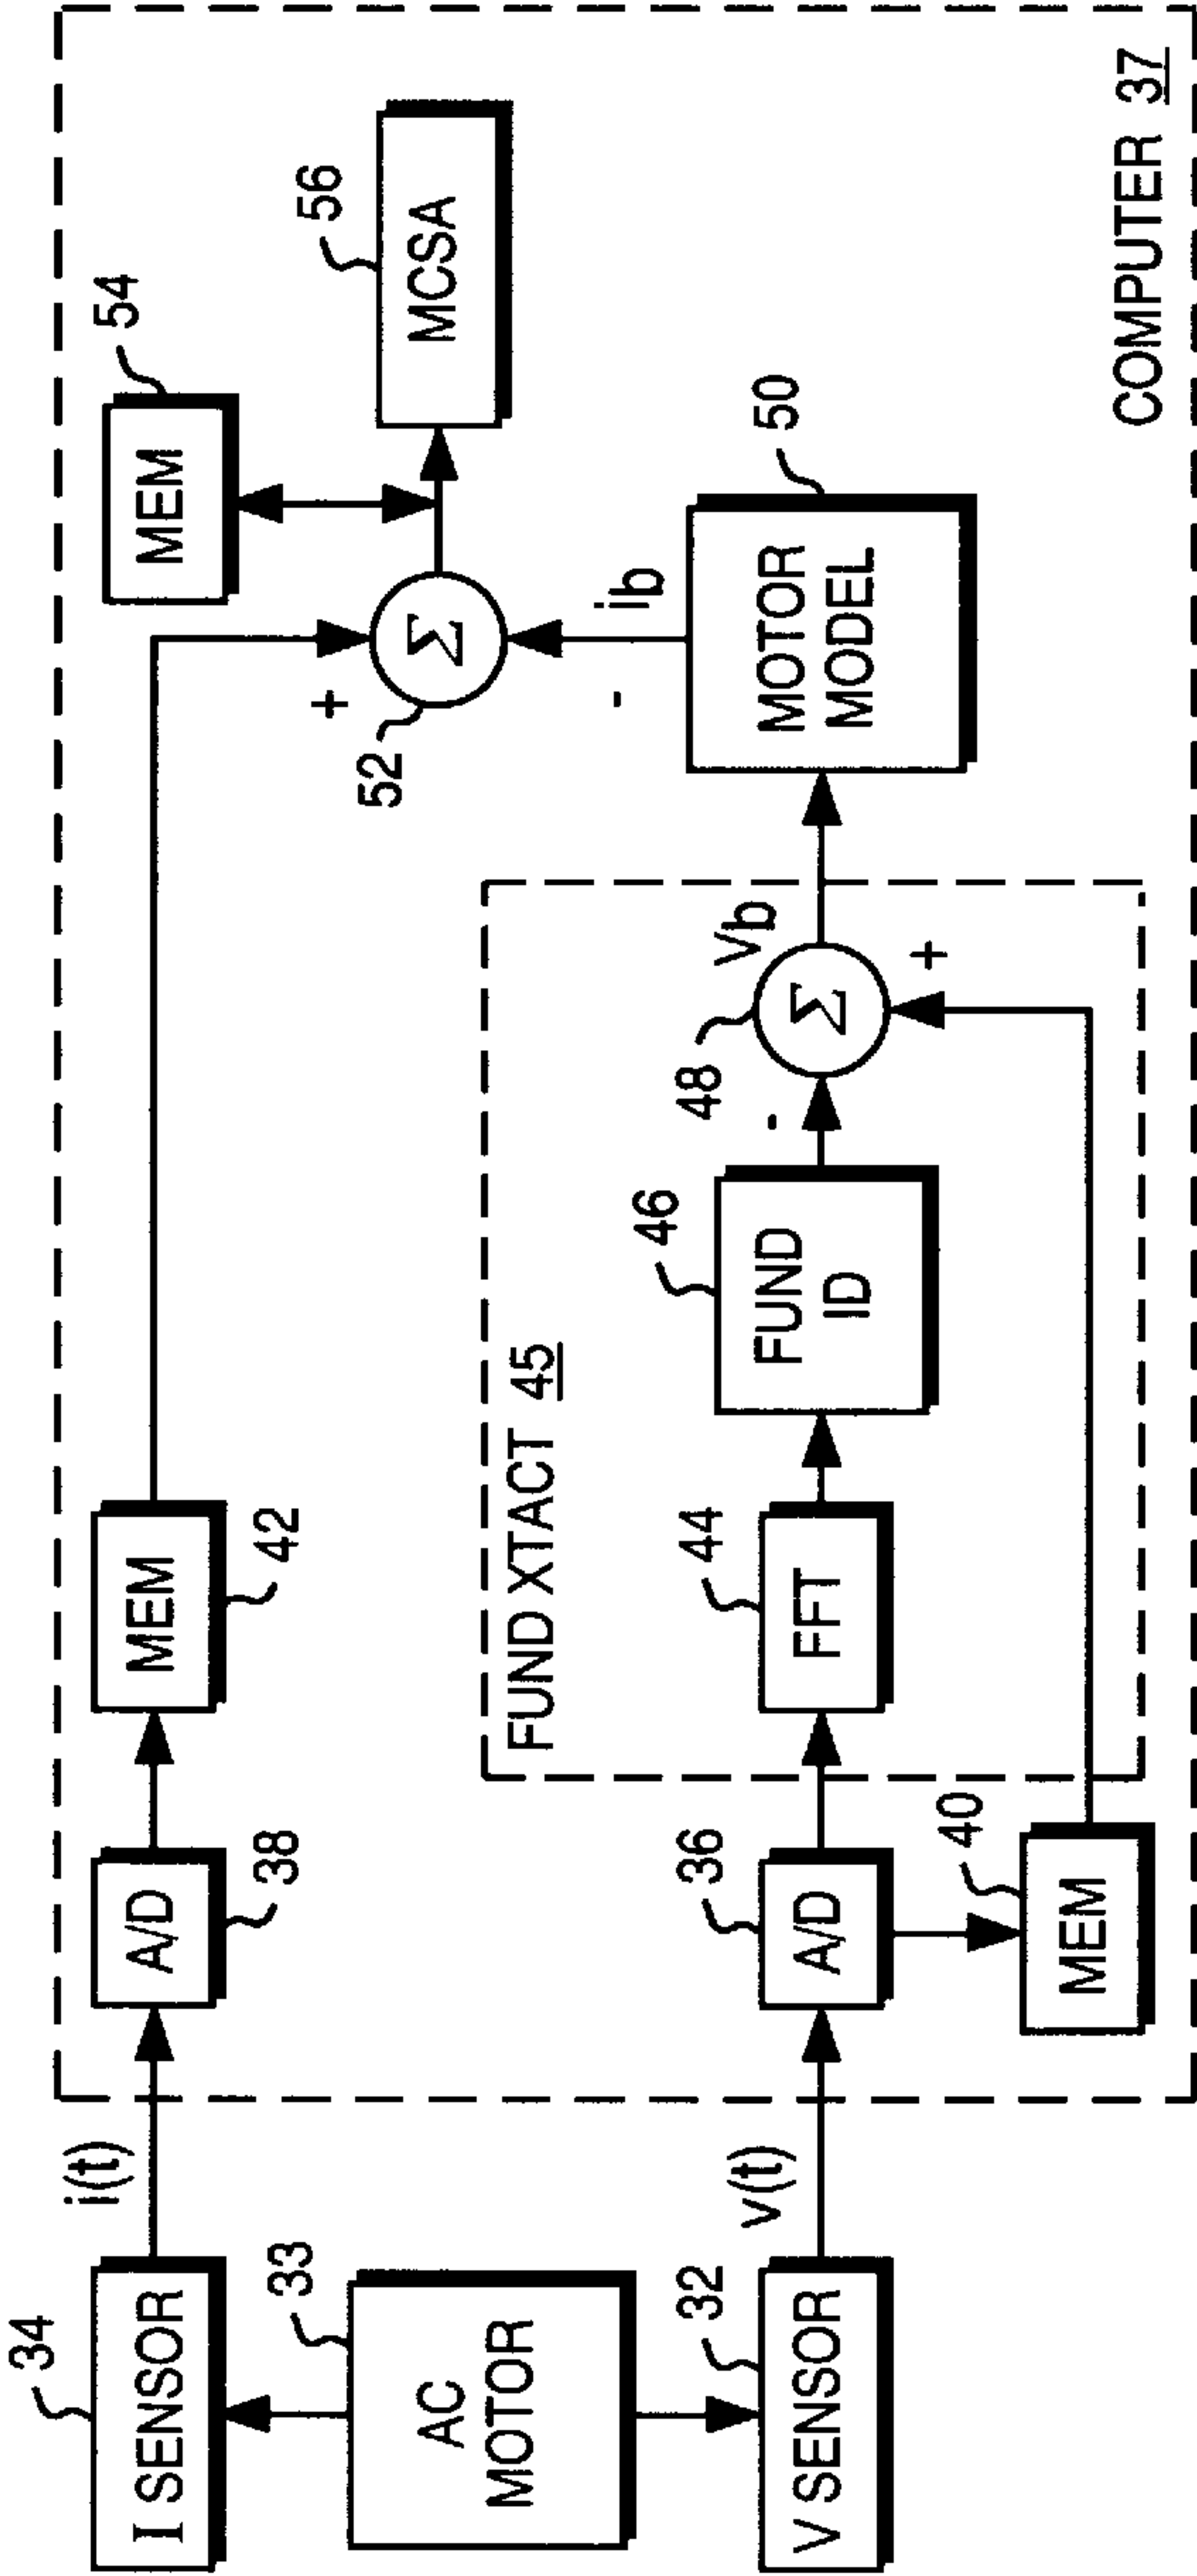 34
I SENSOR
i(t)
A/D
38
MEM
42
MEM
54
MCSA
56
Σ
+
-
52
ib
33
AC
MOTOR
MOTOR
MODEL
50
FUND XTACT 45
32
V SENSOR
v(t)
36
A/D
44
FFT
46
FUND
ID
-
48
Σ
Vb
+
40
MEM
COMPUTER 37